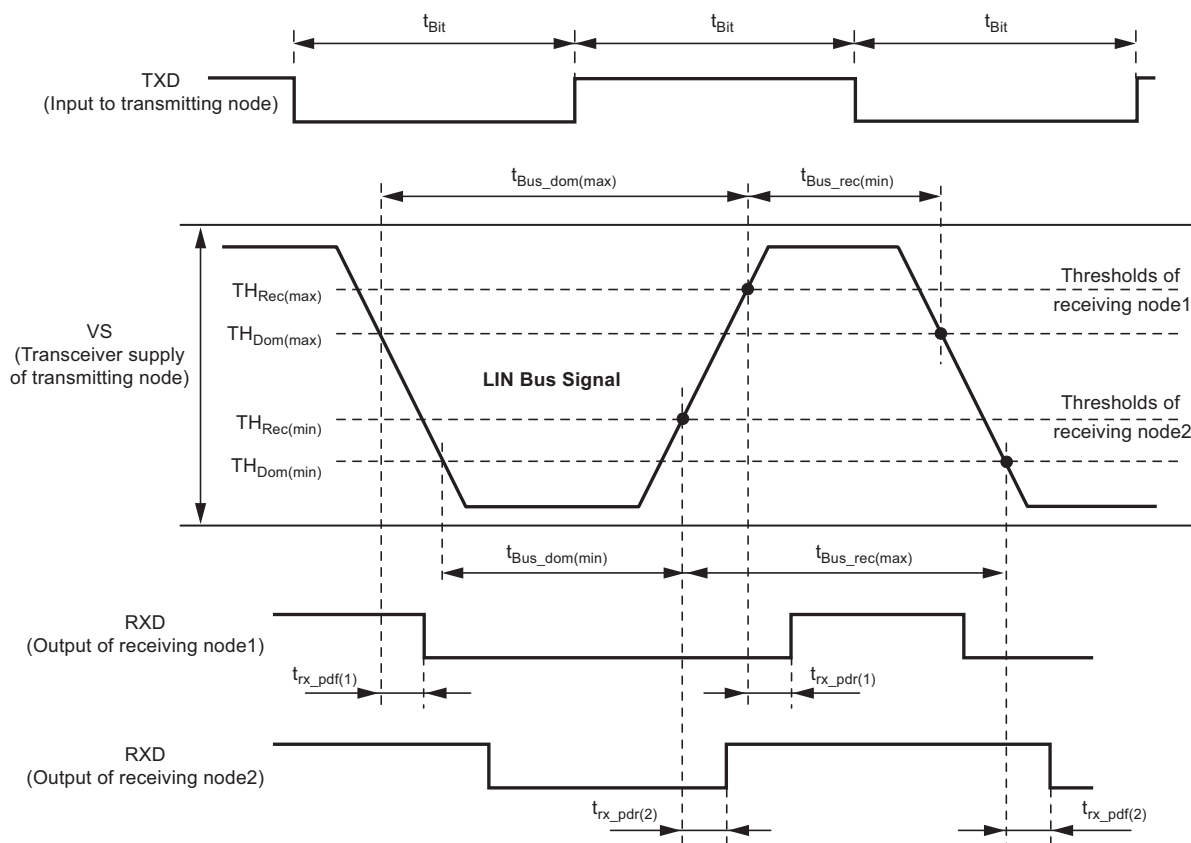 tBit
tBit
tBit
TXD
(Input to transmitting node)
tBus_dom(max)
tBus_rec(min)
THRec(max)
Thresholds of
receiving node1
THDom(max)
VS
(Transceiver supply
of transmitting node)
LIN Bus Signal
THRec(min)
Thresholds of
receiving node2
THDom(min)
tBus_dom(min)
tBus_rec(max)
RXD
(Output of receiving node1)
trx_pdf(1)
trx_pdr(1)
RXD
(Output of receiving node2)
trx_pdr(2)
trx_pdf(2)